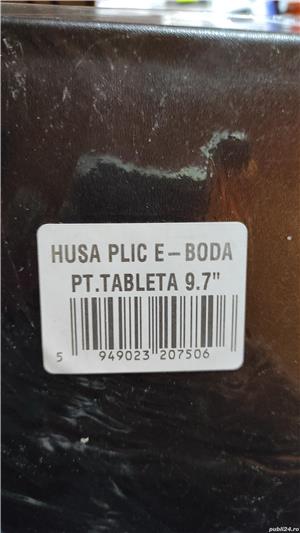 HUSA PLIC E-BODA
PT.TABLETA 9.7"
5 949023 207506
publi24.ro